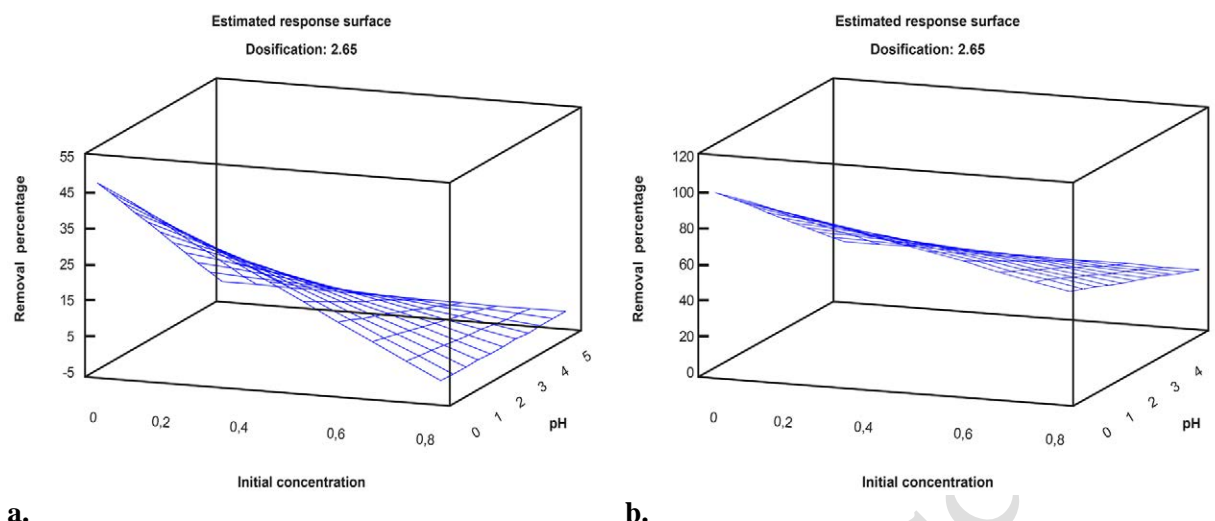 Estimated response surface
Dosification: 2.65
Removal percentage
55
45
35
25
15
5
-5
0
0,2
0,4
0,6
0,8
0
1
2
3
4
5
pH
Initial concentration
a.
Estimated response surface
Dosification: 2.65
Removal percentage
120
100
80
60
40
20
0
0
0,2
0,4
0,6
0,8
0
1
2
3
4
pH
Initial concentration
b.